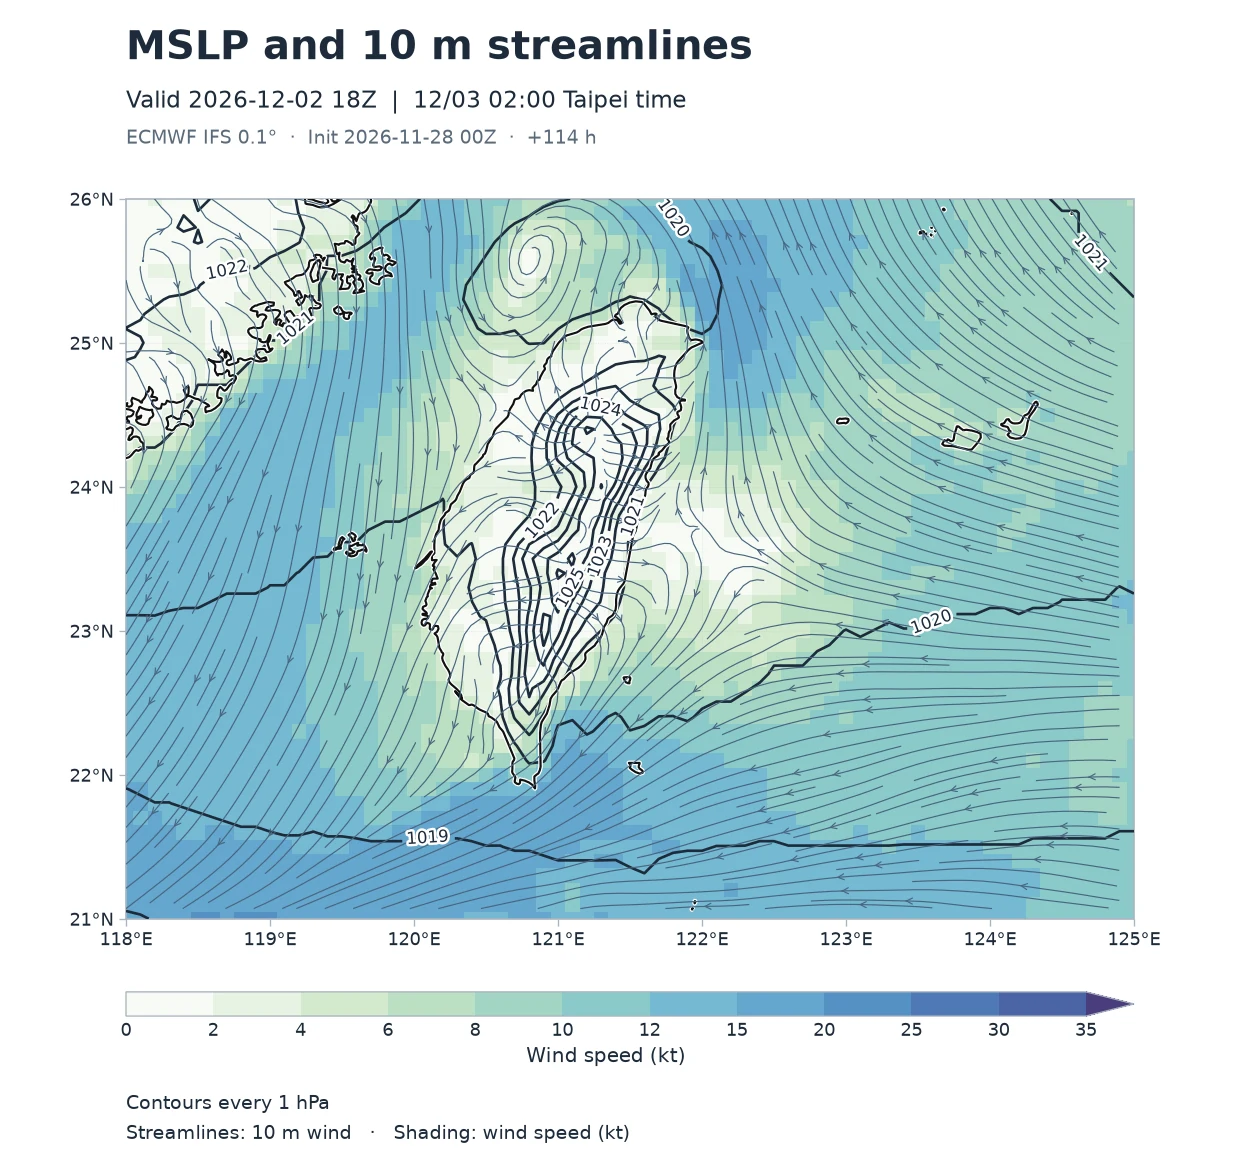 MSLP and 10 m streamlines
Valid 2026-12-02 18Z | 12/03 02:00 Taipei time
ECMWF IFS 0.1° · Init 2026-11-28 00Z · +114 h
26°N
25°N
24°N
23°N
22°N
21°N
1020
1021
1022
1021
1024
1022
1021
1023
1025
1020
1019
118°E 119°E 120°E 121°E 122°E 123°E 124°E 125°E
0 2 4 6 8 10 12 15 20 25 30 35
Wind speed (kt)
Contours every 1 hPa
Streamlines: 10 m wind · Shading: wind speed (kt)